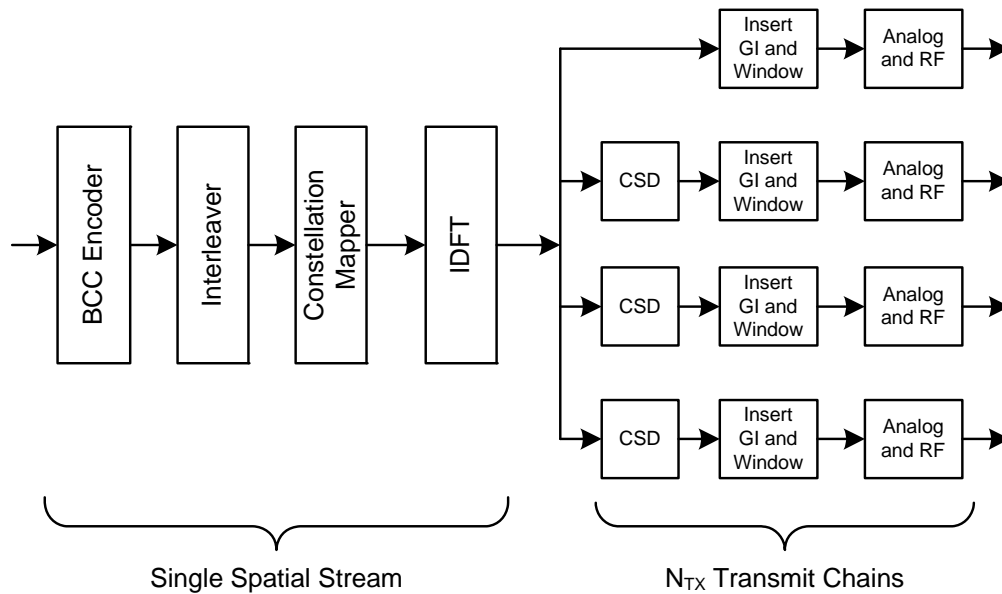 BCC Encoder
Interleaver
Constellation
Mapper
IDFT
Insert
GI and
Window
Analog
and RF
CSD
Insert
GI and
Window
Analog
and RF
CSD
Insert
GI and
Window
Analog
and RF
CSD
Insert
GI and
Window
Analog
and RF
Single Spatial Stream
N_TX Transmit Chains